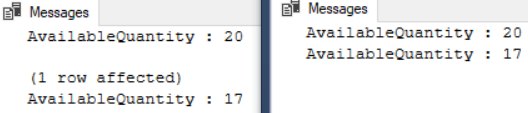 Messages
AvailableQuantity : 20
(1 row affected)
AvailableQuantity : 17
Messages
AvailableQuantity : 20
AvailableQuantity : 17